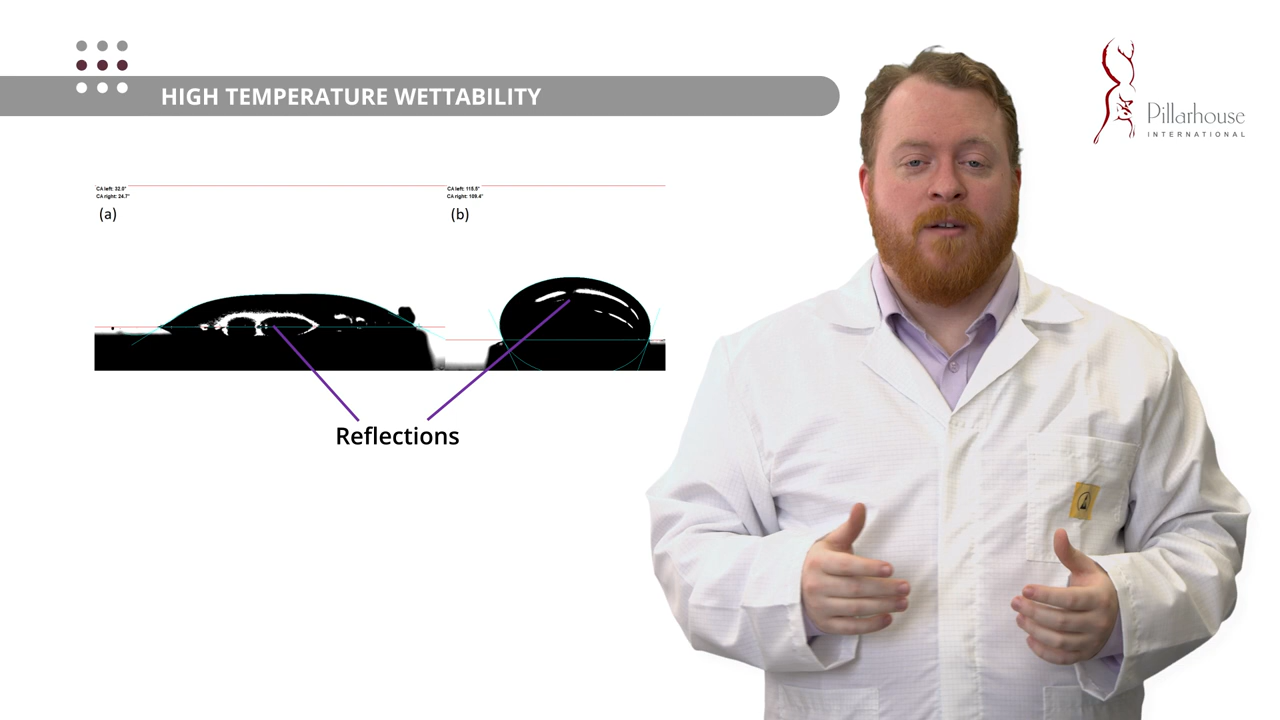 HIGH TEMPERATURE WETTABILITY
Pillarhouse
INTERNATIONAL
CA left: 32.0°
CA right: 24.7°
(a)
CA left: 115.5°
CA right: 109.4°
(b)
Reflections